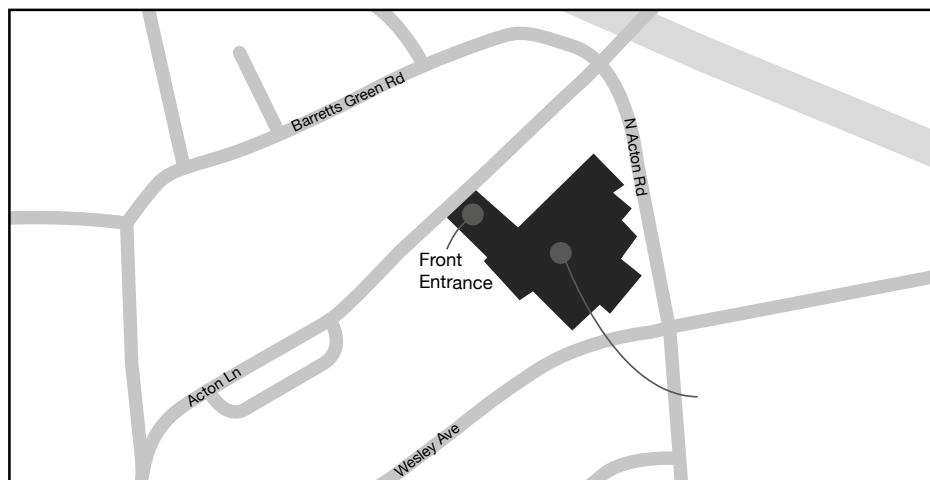 Barretts Green Rd
N Acton Rd
Front
Entrance
Acton Ln
Wesley Ave